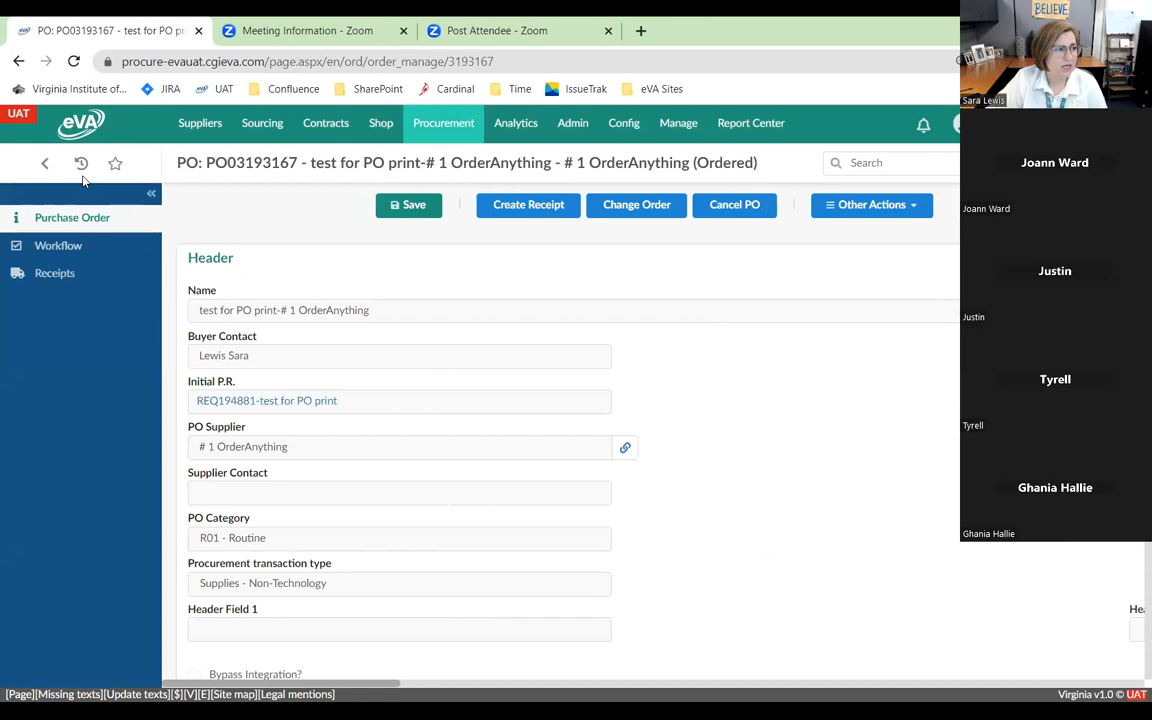 PO: PO03193167 - test for PO pr
Meeting Information - Zoom
Post Attendee - Zoom
BELIEVE
procure-evauat.cgieva.com/page.aspx/en/ord/order_manage/3193167
Virginia Institute of...
JIRA
UAT
Confluence
SharePoint
Cardinal
Time
IssueTrak
eVA Sites
Sara Lewis
UAT
eVA
Suppliers
Sourcing
Contracts
Shop
Procurement
Analytics
Admin
Config
Manage
Report Center
PO: PO03193167 - test for PO print-# 1 OrderAnything - # 1 OrderAnything (Ordered)
Search
Joann Ward
Joann Ward
Purchase Order
Workflow
Receipts
Save
Create Receipt
Change Order
Cancel PO
Other Actions
Header
Name
test for PO print-# 1 OrderAnything
Buyer Contact
Lewis Sara
Initial P.R.
REQ194881-test for PO print
PO Supplier
# 1 OrderAnything
Supplier Contact
PO Category
R01 - Routine
Procurement transaction type
Supplies - Non-Technology
Header Field 1
Bypass Integration?
Justin
Justin
Tyrell
Tyrell
Ghania Hallie
Ghania Hallie
[Page][Missing texts][Update texts][$][V][E][Site map][Legal mentions]
Virginia v1.0 UAT